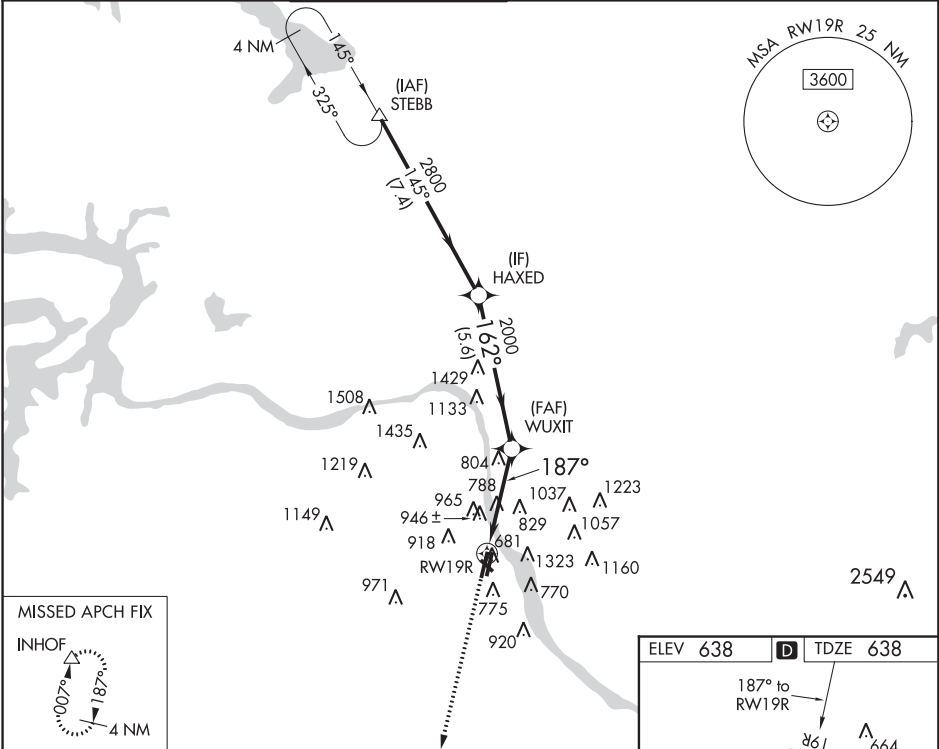 MSA RW19R 25 NM
3600
4 NM
145°
325°
(IAF)
STEBB
2800
145°
(7.4)
(IF)
HAXED
2000
162°
(5.6)
1429
1133
1508
1435
(FAF)
WUXIT
804
187°
1219
788
965
1037
1223
1149
946 ±
829
1057
918
681
RW19R
1323
1160
971
775
770
920
2549
MISSED APCH FIX
INHOF
007°
187°
4 NM
ELEV 638
D
TDZE 638
187° to
RW19R
19R
664